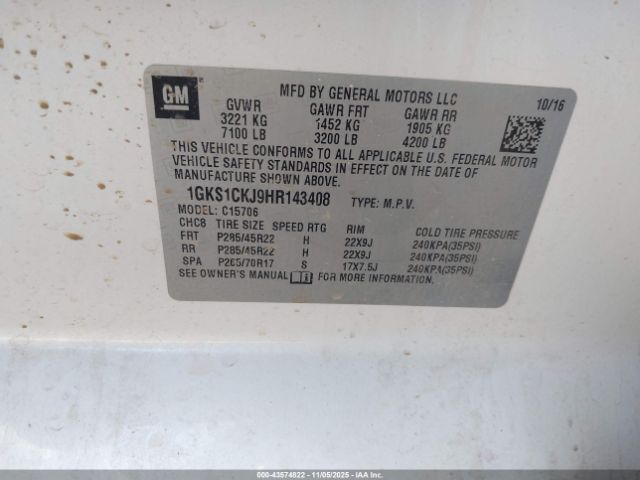 GM
MFD BY GENERAL MOTORS LLC 10/16
GVWR GAWR FRT GAWR RR
3221 KG 1452 KG 1905 KG
7100 LB 3200 LB 4200 LB
THIS VEHICLE CONFORMS TO ALL APPLICABLE U.S. FEDERAL MOTOR
VEHICLE SAFETY STANDARDS IN EFFECT ON THE DATE OF
MANUFACTURE SHOWN ABOVE.
1GKS1CKJ9HR143408 TYPE: M.P.V.
MODEL: C15706
CHC8 TIRE SIZE SPEED RTG RIM COLD TIRE PRESSURE
FRT P285/45R22 H 22X9J 240KPA(35PSI)
RR P285/45R22 H 22X9J 240KPA(35PSI)
SPA P265/70R17 S 17X7.5J 240KPA(35PSI)
SEE OWNER'S MANUAL FOR MORE INFORMATION.
000-43574822 - 11/05/2025 - IAAI.COM